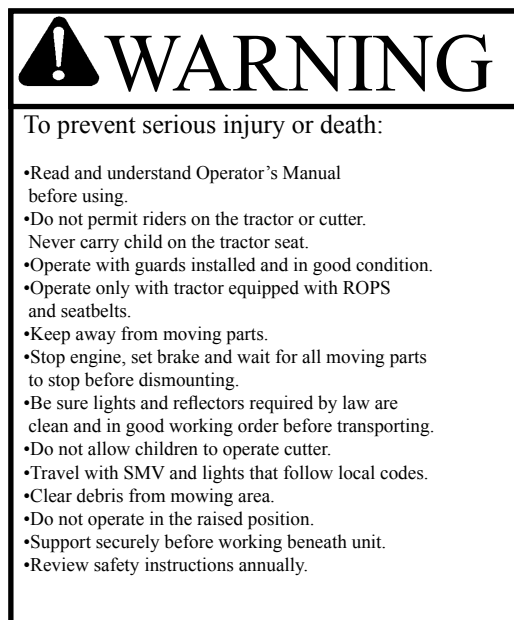 WARNING
To prevent serious injury or death:
•Read and understand Operator’s Manual
before using.
•Do not permit riders on the tractor or cutter.
Never carry child on the tractor seat.
•Operate with guards installed and in good condition.
•Operate only with tractor equipped with ROPS
and seatbelts.
•Keep away from moving parts.
•Stop engine, set brake and wait for all moving parts
to stop before dismounting.
•Be sure lights and reflectors required by law are
clean and in good working order before transporting.
•Do not allow children to operate cutter.
•Travel with SMV and lights that follow local codes.
•Clear debris from mowing area.
•Do not operate in the raised position.
•Support securely before working beneath unit.
•Review safety instructions annually.